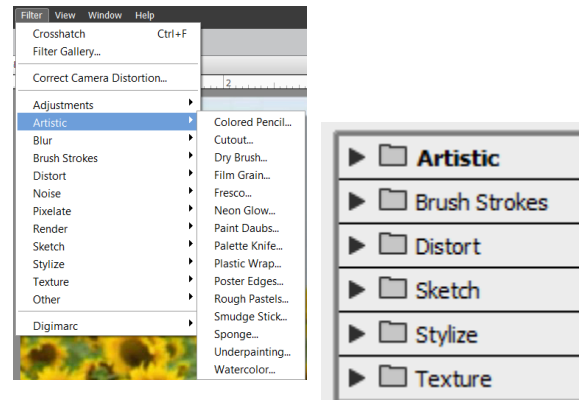 Filter View Window Help
Crosshatch Ctrl+F
Filter Gallery...
Correct Camera Distortion...
2
Adjustments
Artistic
Blur
Brush Strokes
Distort
Noise
Pixelate
Render
Sketch
Stylize
Texture
Other
Digimarc
Colored Pencil...
Cutout...
Dry Brush...
Film Grain...
Fresco...
Neon Glow...
Paint Daubs...
Palette Knife...
Plastic Wrap...
Poster Edges...
Rough Pastels...
Smudge Stick...
Sponge...
Underpainting...
Watercolor...
Artistic
Brush Strokes
Distort
Sketch
Stylize
Texture